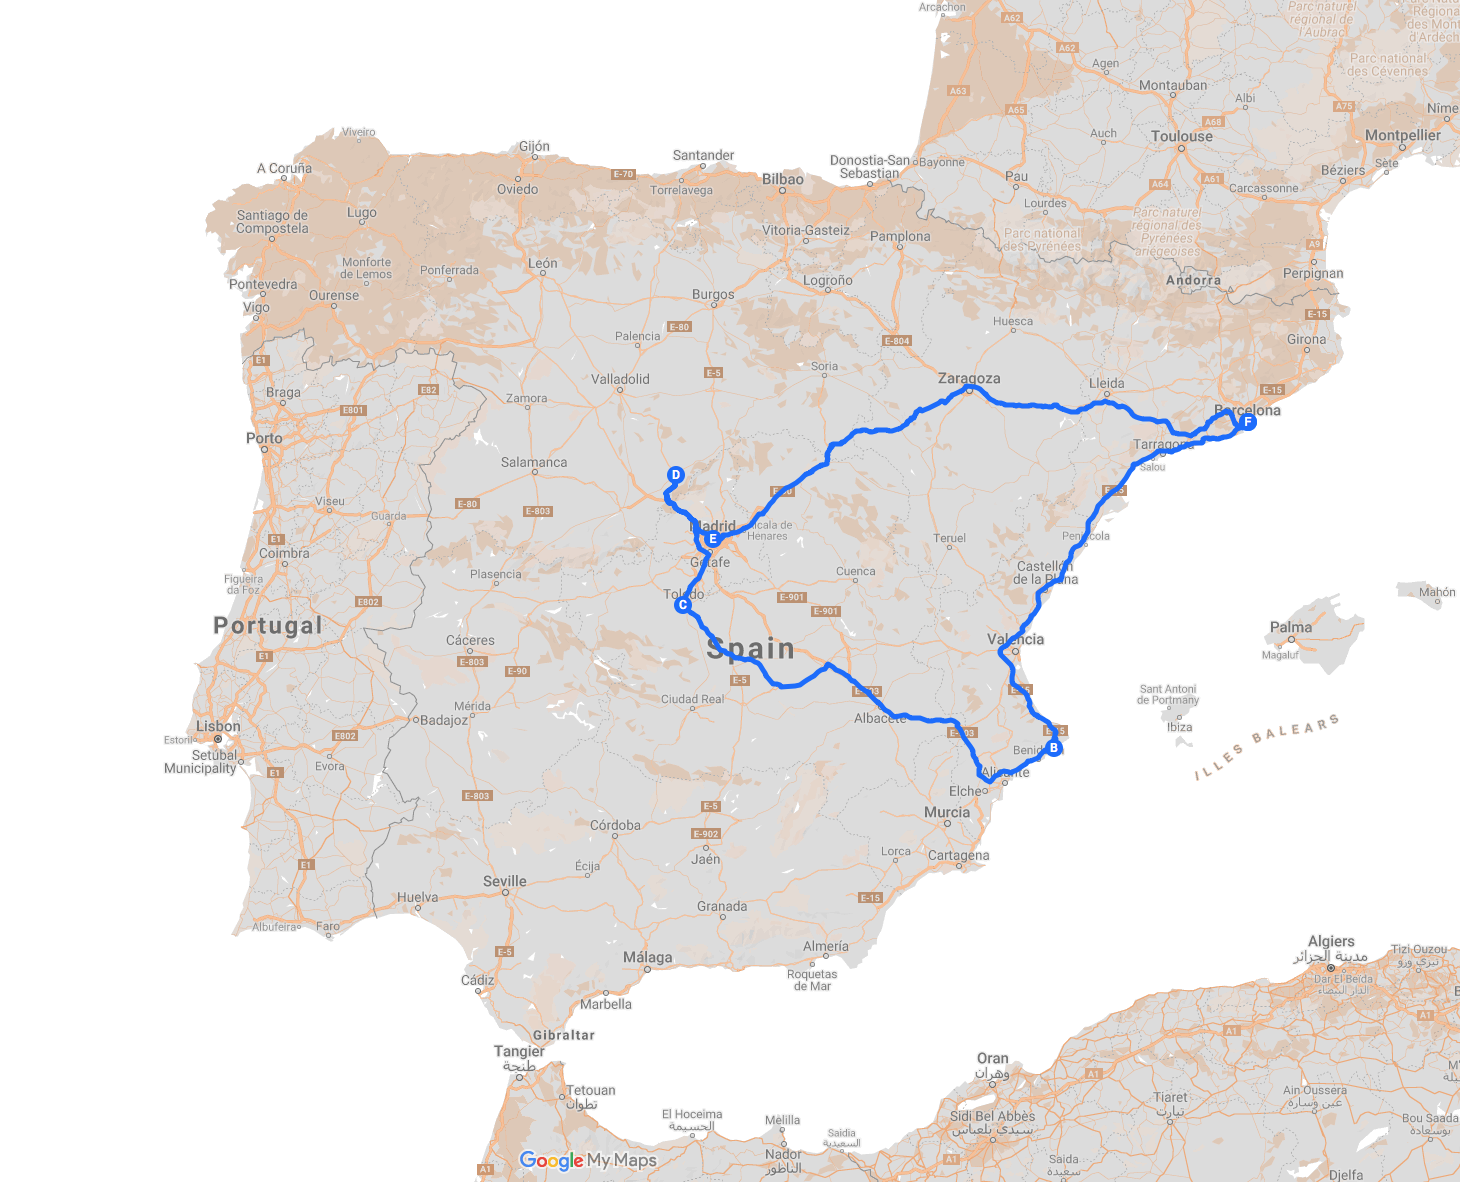 Arcachon
A62
Parc naturel
régional de
l'Aubrac
Parc national
des Cévennes
A62
Agen
Montauban
Albi
A63
A65
A75
Nîme
A68
Auch
Toulouse
Montpellier
Viveiro
Gijón
Santander
Donostia-San
Sebastian
Bayonne
Sète
Béziers
A Coruña
E-70
Bilbao
Pau
A64
A61
Carcassonne
Oviedo
Torrelavega
Lourdes
Lugo
Santiago de
Compostela
Vitoria-Gasteiz
Pamplona
Parc national
des Pyrénées
Parc naturel
régional des
Pyrénées
ariégeoises
A9
Monforte
de Lemos
Ponferrada
León
Perpignan
Pontevedra
Ourense
Burgos
Logroño
Andorra
Vigo
E-80
Palencia
Huesca
E-15
Girona
E-804
E1
Soria
E-5
Valladolid
Zaragoza
Lleida
E-15
Braga
E82
Zamora
E801
Barcelona
F
Porto
Tarragona
Salou
Salamanca
D
E-90
Viseu
E-80
E-803
Guarda
Madrid
Alcala de
Henares
E
E1
Coimbra
Teruel
Peñíscola
Getafe
Castellón
de la Plana
Figueira
da Foz
Plasencia
Cuenca
E802
Toledo
C
E-901
E-901
Mahón
Portugal
Palma
Magaluf
Cáceres
Spain
Valencia
E1
E-803
E-90
E-5
Ciudad Real
Sant Antoni
de Portmany
Ibiza
Mérida
Badajoz
Albacete
Lisbon
Estoril
Setúbal
Municipality
E802
Evora
E1
ILLES BALEARS
B
Alicante
Elche
E-803
E-5
Murcia
Córdoba
E-902
Jaén
Lorca
Cartagena
E1
Écija
Seville
Huelva
Granada
E-15
Albufeira
Faro
E-5
Málaga
Almería
Roquetas
de Mar
Cádiz
Marbella
Algiers
مدينة الجزائر
Tizi Ouzou
تيزي وزو
Dar El Beïda
الدار البيضاء
Gibraltar
Tangier
طنجة
Oran
وهران
A1
A1
A1
Tetouan
تطوان
Ain Oussera
عين وسارة
Tiaret
تيارت
El Hoceima
الحسيمة
Melilla
Sidi Bel Abbès
سيدي بلعباس
Bou Saada
بوسعادة
Saidia
السعيدية
Nador
الناظور
A1
A1
Saida
سعيدة
Djelfa
Google My Maps